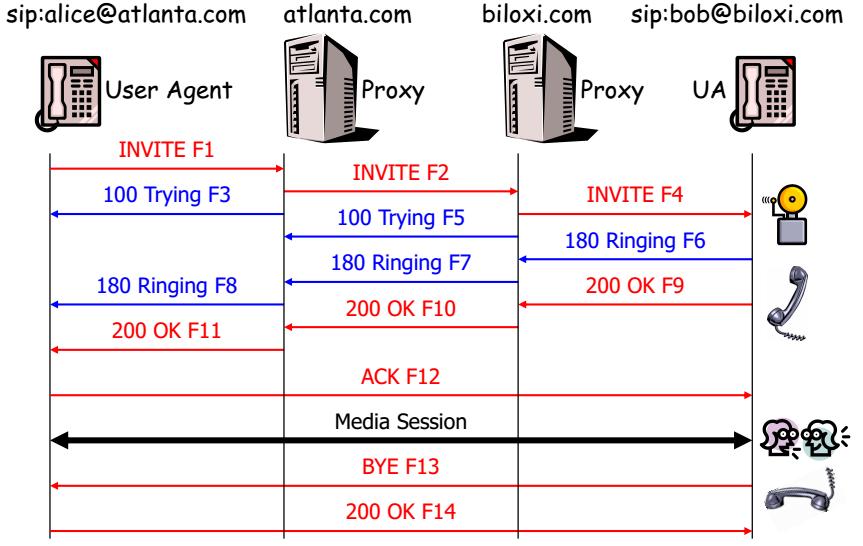 sip:alice@atlanta.com atlanta.com biloxi.com sip:bob@biloxi.com
User Agent Proxy Proxy UA
INVITE F1
INVITE F2
100 Trying F3
INVITE F4
100 Trying F5
180 Ringing F6
180 Ringing F7
180 Ringing F8
200 OK F9
200 OK F10
200 OK F11
ACK F12
Media Session
BYE F13
200 OK F14